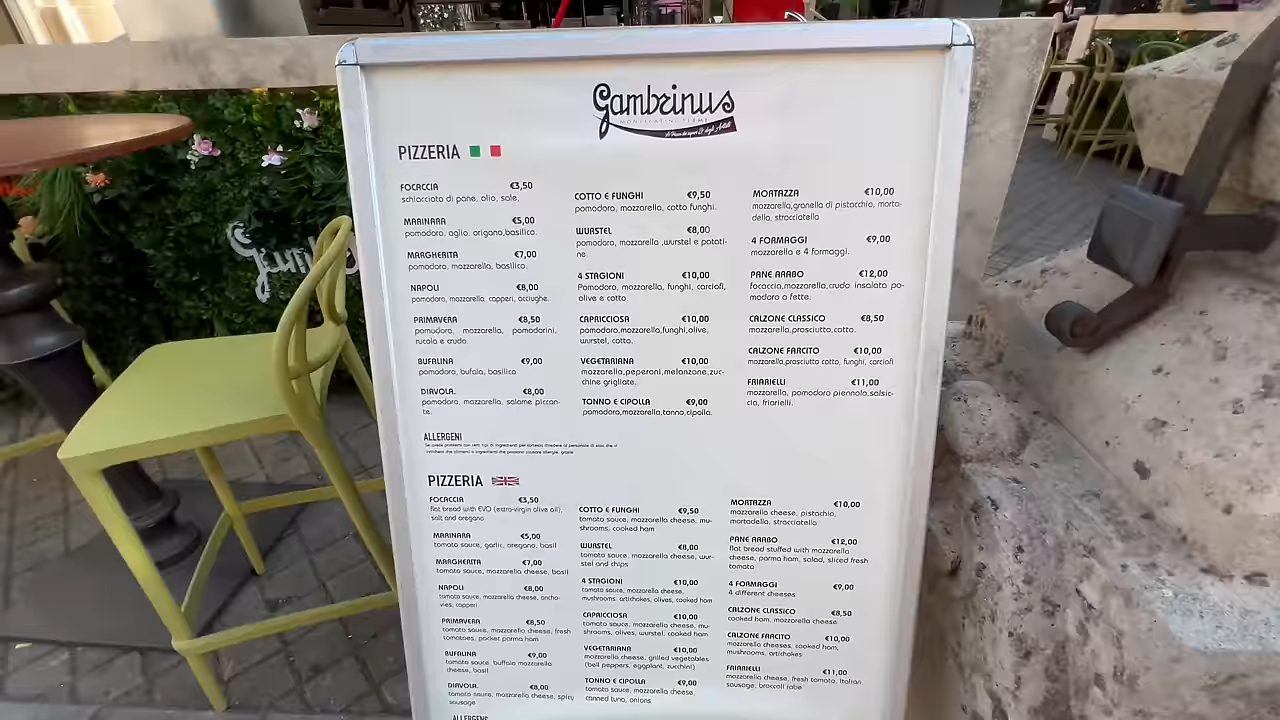 Gambrinus
MONTECATINI TERME
PIZZERIA
FOCACCIA €3,50
schiacciata di pane, olio, sale,
MARINARA €5,00
pomodoro, aglio, origano,basilico.
MARGHERITA €7,00
pomodoro, mozzarella, basilico.
NAPOLI €8,00
pomodoro, mozzarella, capperi, acciughe.
PRIMAVERA €8,50
pomodoro, mozzarella, pomodorini,
rucola e crudo.
BUFALINA €9,00
pomodoro, bufala, basilico
DIAVOLA. €8,00
pomodoro, mozzarella, salame piccan-
te.
COTTO E FUNGHI €9,50
pomodoro, mozzarella, cotto funghi.
WURSTEL €8,00
pomodoro, mozzarella ,wurstel e patati-
ne.
4 STAGIONI €10,00
Pomodoro, mozzarella, funghi, carciofi,
olive e cotto.
CAPRICCIOSA €10,00
pomodoro,mozzarella,funghi,olive,
wurstel, cotto.
VEGETARIANA €10,00
mozzarella,peperoni,melanzane,zuc-
chine grigliate.
TONNO E CIPOLLA €9,00
pomodoro,mozzarella,tonno,cipolla.
MORTAZZA €10,00
mozzarella,granella di pistacchio, morta-
della, stracciatella
4 FORMAGGI €9,00
mozzarella e 4 formaggi.
PANE ARABO €12,00
focaccia,mozzarella,crudo insalata po-
modoro a fette.
CALZONE CLASSICO €8,50
mozzarella,prosciutto,cotto.
CALZONE FARCITO €10,00
mozzarella,prosciutto cotto, funghi, carciofi
FRIARIELLI €11,00
mozzarella, pomodoro piennolo,salsic-
cia, friarielli.
ALLERGENI
PIZZERIA
FOCACCIA €3,50
flat bread with EVO (extra-virgin olive oil),
salt and oregano
MARINARA €5,00
tomato sauce, garlic, oregano, basil
MARGHERITA €7,00
tomato sauce, mozzarella cheese, basil
NAPOLI €8,00
tomato sauce, mozzarella cheese, ancho-
vies, capperi
PRIMAVERA €8,50
tomato sauce, mozzarella cheese, fresh
tomatoes, rocket parma ham
BUFALINA €9,00
tomato sauce, buffalo mozzarella
cheese, basil
DIAVOLA €8,00
tomato sauce, mozzarella cheese, spicy
sausage
COTTO E FUNGHI €9,50
tomato sauce, mozzarella cheese, mu-
shrooms, cooked ham
WURSTEL €8,00
tomato sauce, mozzarella cheese, wur-
stel and chips
4 STAGIONI €10,00
tomato sauce, mozzarella cheese,
mushrooms, artichokes, olives, cooked ham
CAPRICCIOSA €10,00
tomato sauce, mozzarella cheese, mu-
shrooms, olives, wurstel, cooked ham
VEGETARIANA €10,00
mozzarella cheese, grilled vegetables
(bell peppers, eggplant, zucchini)
TONNO E CIPOLLA €9,00
tomato sauce, mozzarella cheese,
canned tuna, onions
MORTAZZA €10,00
mozzarella cheese, pistachio,
mortadella, stracciatella
PANE ARABO €12,00
flat bread stuffed with mozzarella
cheese, parma ham, salad, sliced fresh
tomato
4 FORMAGGI €9,00
4 different cheeses
CALZONE CLASSICO €8,50
cooked ham, mozzarella cheese
CALZONE FARCITO €10,00
mozzarella cheeses, cooked ham,
mushrooms, artichokes
FRIARIELLI €11,00
mozzarella cheese, fresh tomato, Italian
sausage, broccoli rabe
ALLERGENS